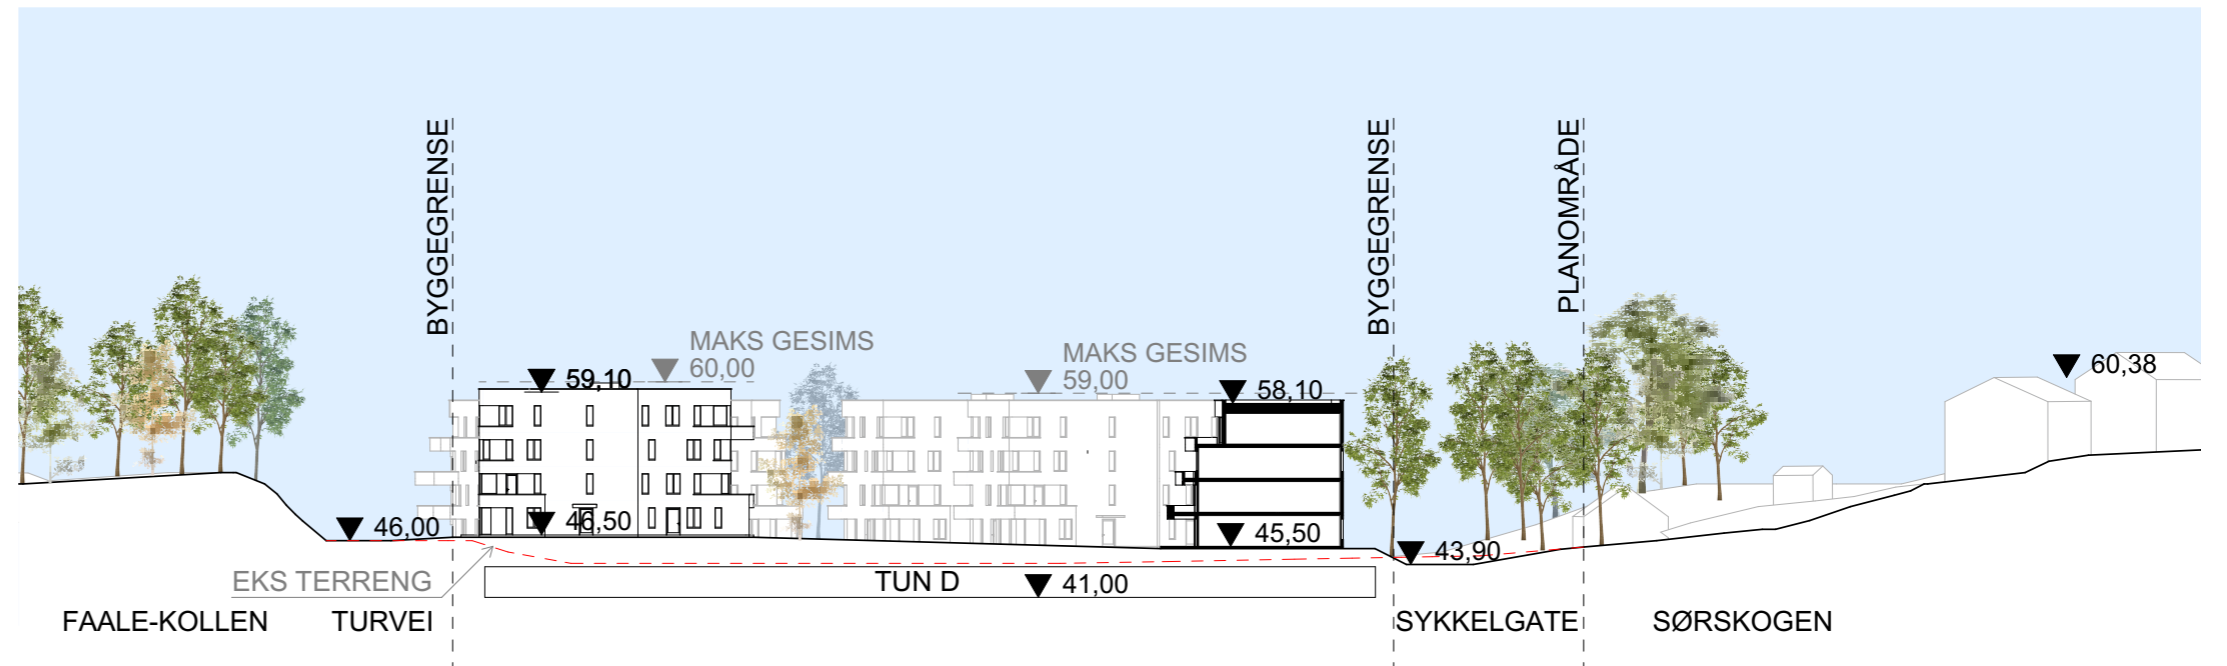 BYGGEGRENSE
BYGGEGRENSE
PLANOMRÅDE
MAKS GESIMS
60,00
MAKS GESIMS
59,00
59,10
58,10
60,38
46,00
46,50
45,50
43,90
EKS TERRENG
TUN D
41,00
FAALE-KOLLEN
TURVEI
SYKKELGATE
SØRSKOGEN